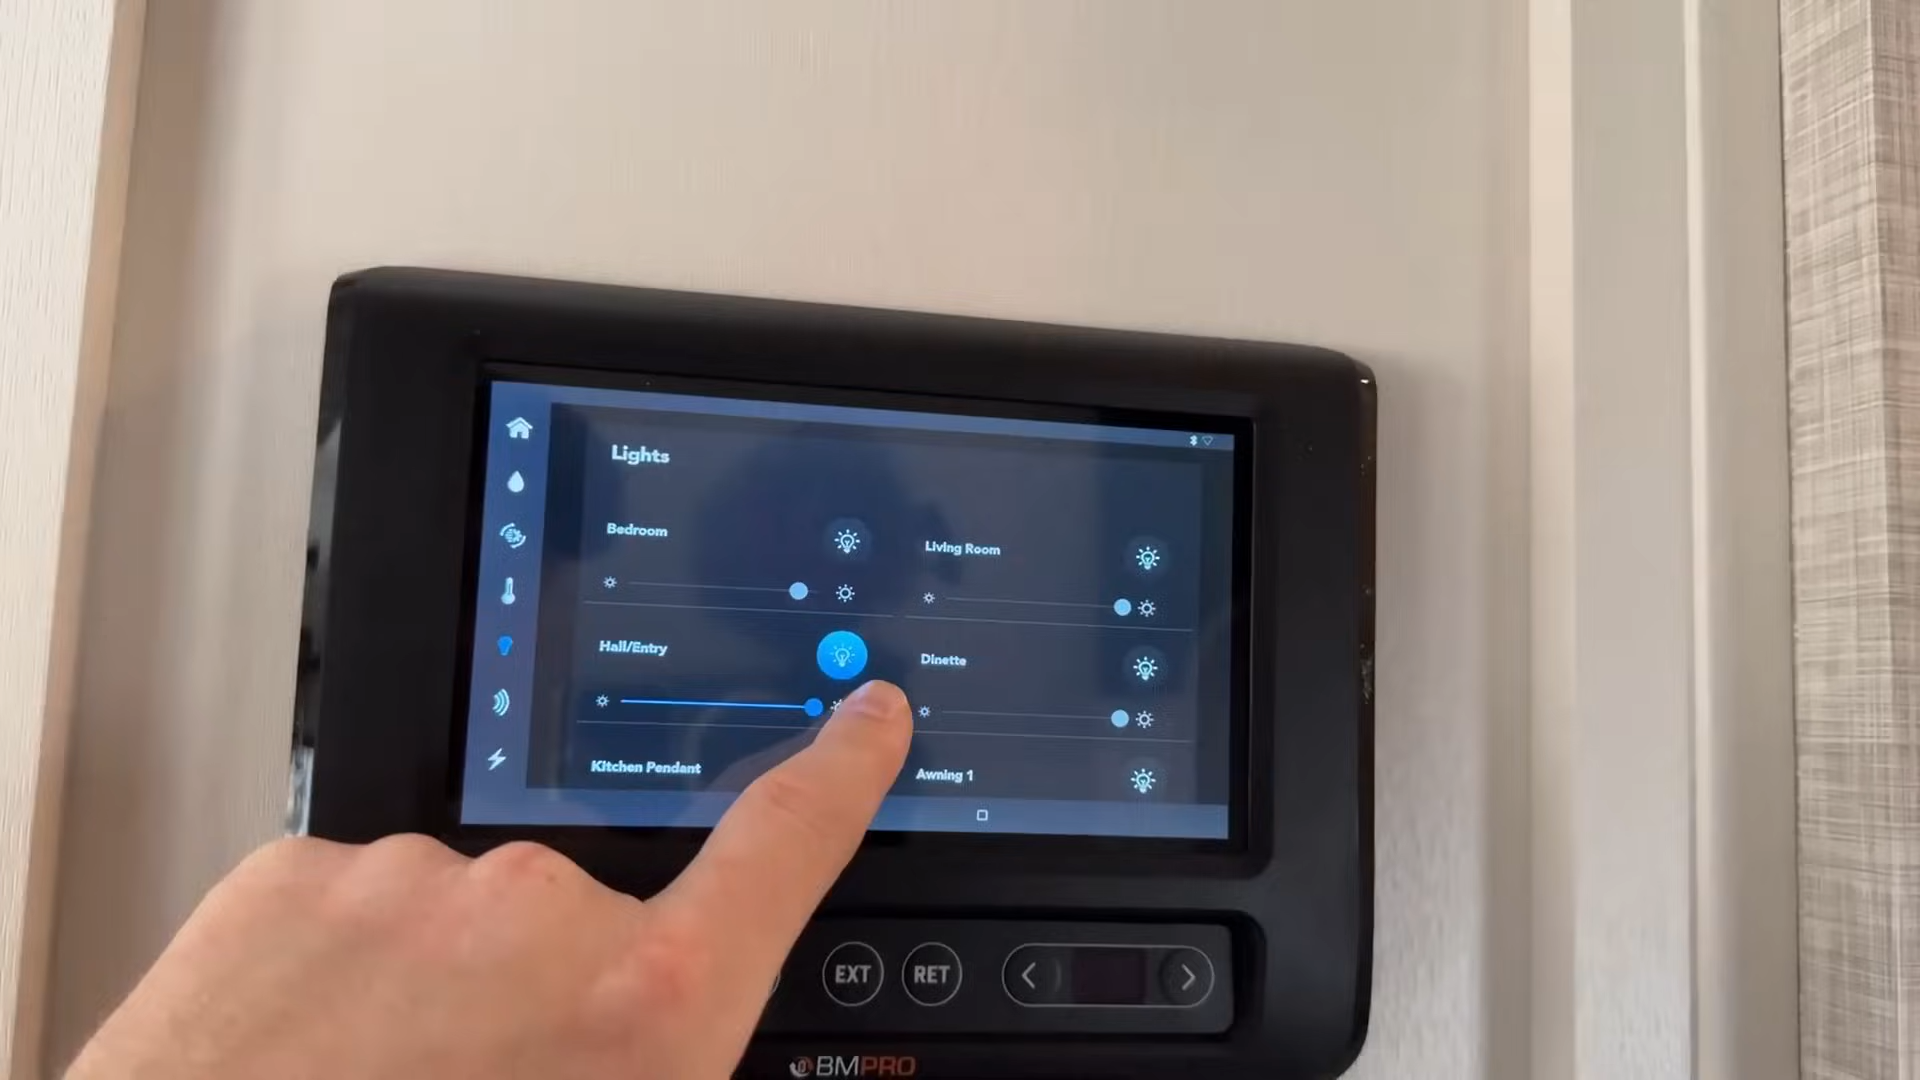 Lights
Bedroom
Living Room
Hall/Entry
Dinette
Kitchen Pendant
Awning 1
EXT
RET
BMPRO